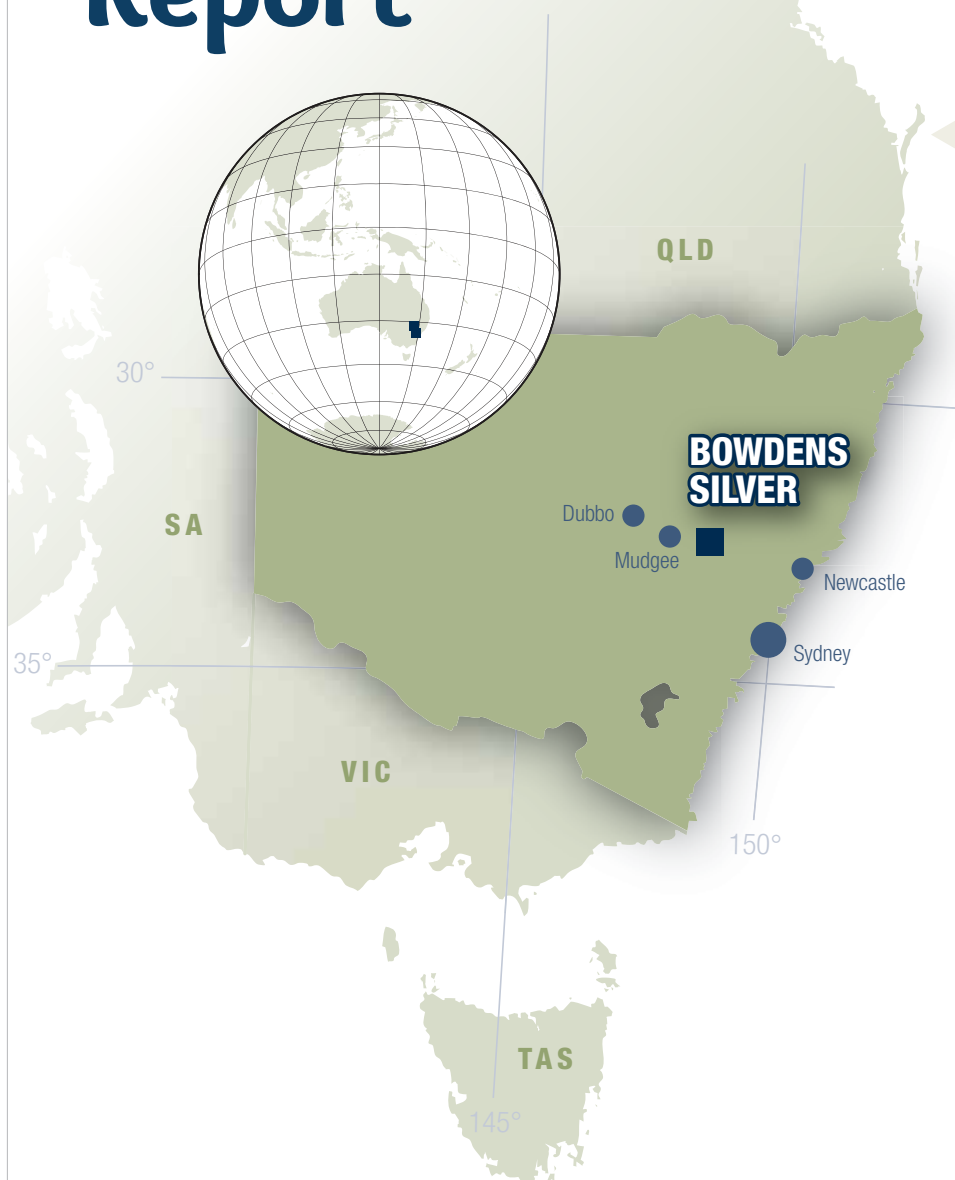 Report
QLD
30°
BOWDENS
SILVER
Dubbo
SA
Mudgee
Newcastle
Sydney
35°
VIC
150°
TAS
145°